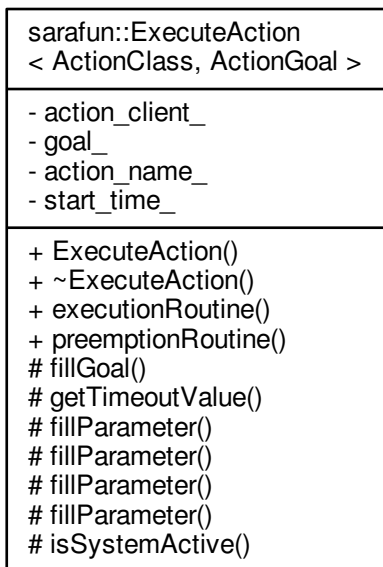 sarafun::ExecuteAction
< ActionClass, ActionGoal >
- action_client_
- goal_
- action_name_
- start_time_
+ ExecuteAction()
+ ~ExecuteAction()
+ executionRoutine()
+ preemptionRoutine()
# fillGoal()
# getTimeoutValue()
# fillParameter()
# fillParameter()
# fillParameter()
# fillParameter()
# isSystemActive()